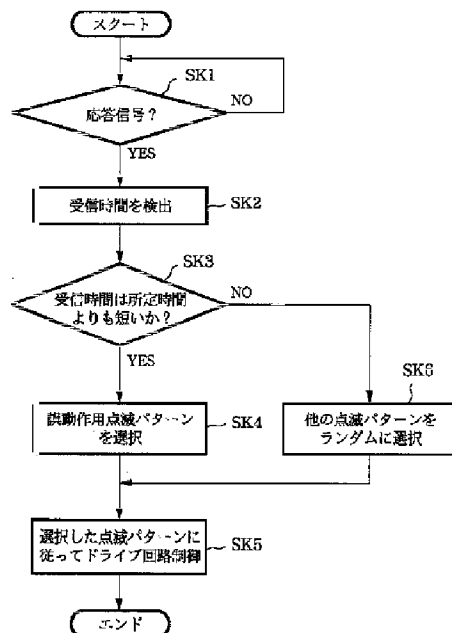 スタート
SK1
応答信号?
NO
YES
受信時間を検出
SK2
SK3
受信時間は所定時間
よりも短いか?
NO
YES
誤動作用点滅パターン
を選択
SK4
SK6
他の点滅パターンを
ランダムに選択
選択した点滅パターンに
従ってドライブ回路制御
SK5
エンド